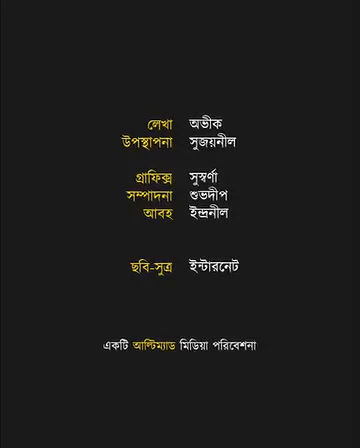 লেখা অভীক
উপস্থাপনা সুজয়নীল
গ্রাফিক্স সুস্বর্ণা
সম্পাদনা শুভদীপ
আবহ ইন্দ্রনীল
ছবি-সুত্র ইন্টারনেট
একটি আল্টিম্যাড মিডিয়া পরিবেশনা